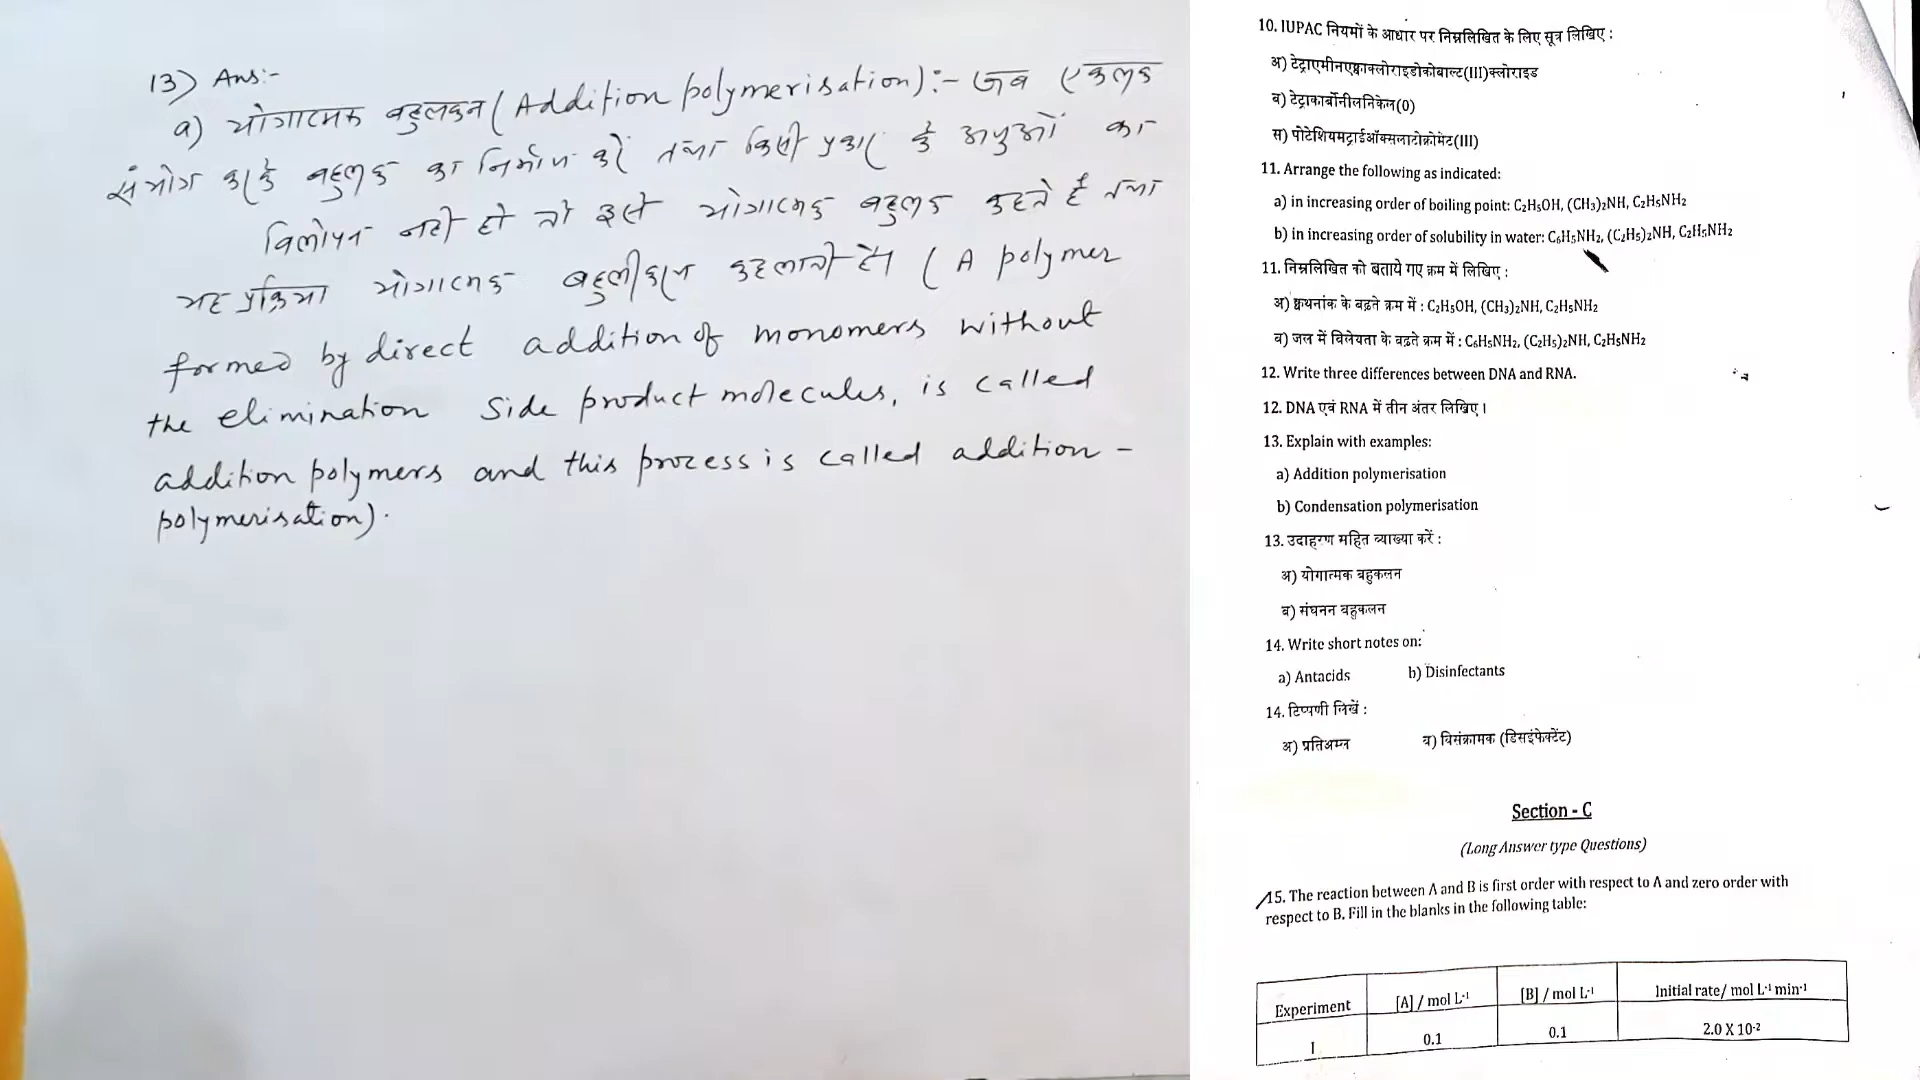 13) Ans:-
a) योगात्मक बहुलकन (Addition polymerisation):- जब एकलक
संयोग करके बहुलक का निर्माण करें तथा किसी प्रकार के अणुओं का
विलोपन नही हो तो इसे योगात्मक बहुलक कहते हैं तथा
यह प्रक्रिया योगात्मक बहुलीकरण कहलाती है। (A polymer
formed by direct addition of monomers without
the elimination side product molecules, is called
addition polymers and this process is called addition-
polymerisation).
10. IUPAC नियमों के आधार पर निम्नलिखित के लिए सूत्र लिखिए :
अ) टेट्राएमीनएक्वाक्लोराइडोकोबाल्ट(III)क्लोराइड
ब) टेट्राकार्बोनीलनिकेल(0)
स) पोटेशियमट्राईऑक्सलाटोक्रोमेट(III)
11. Arrange the following as indicated:
a) in increasing order of boiling point: C₂H₅OH, (CH₃)₂NH, C₂H₅NH₂
b) in increasing order of solubility in water: C₆H₅NH₂, (C₂H₅)₂NH, C₂H₅NH₂
11. निम्नलिखित को बताये गए क्रम में लिखिए :
अ) क्वथनांक के बढ़ते क्रम में : C₂H₅OH, (CH₃)₂NH, C₂H₅NH₂
ब) जल में विलेयता के बढ़ते क्रम में : C₆H₅NH₂, (C₂H₅)₂NH, C₂H₅NH₂
12. Write three differences between DNA and RNA.
12. DNA एवं RNA में तीन अंतर लिखिए।
13. Explain with examples:
a) Addition polymerisation
b) Condensation polymerisation
13. उदाहरण सहित व्याख्या करें :
अ) योगात्मक बहुकलन
ब) संघनन बहुकलन
14. Write short notes on:
a) Antacids b) Disinfectants
14. टिप्पणी लिखें :
अ) प्रतिअम्ल ब) विसंक्रामक (डिसइंफेक्टेंट)
Section - C
(Long Answer type Questions)
15. The reaction between A and B is first order with respect to A and zero order with
respect to B. Fill in the blanks in the following table:
Experiment [A] / mol L⁻¹ [B] / mol L⁻¹ Initial rate/ mol L⁻¹ min⁻¹
I 0.1 0.1 2.0 X 10⁻²